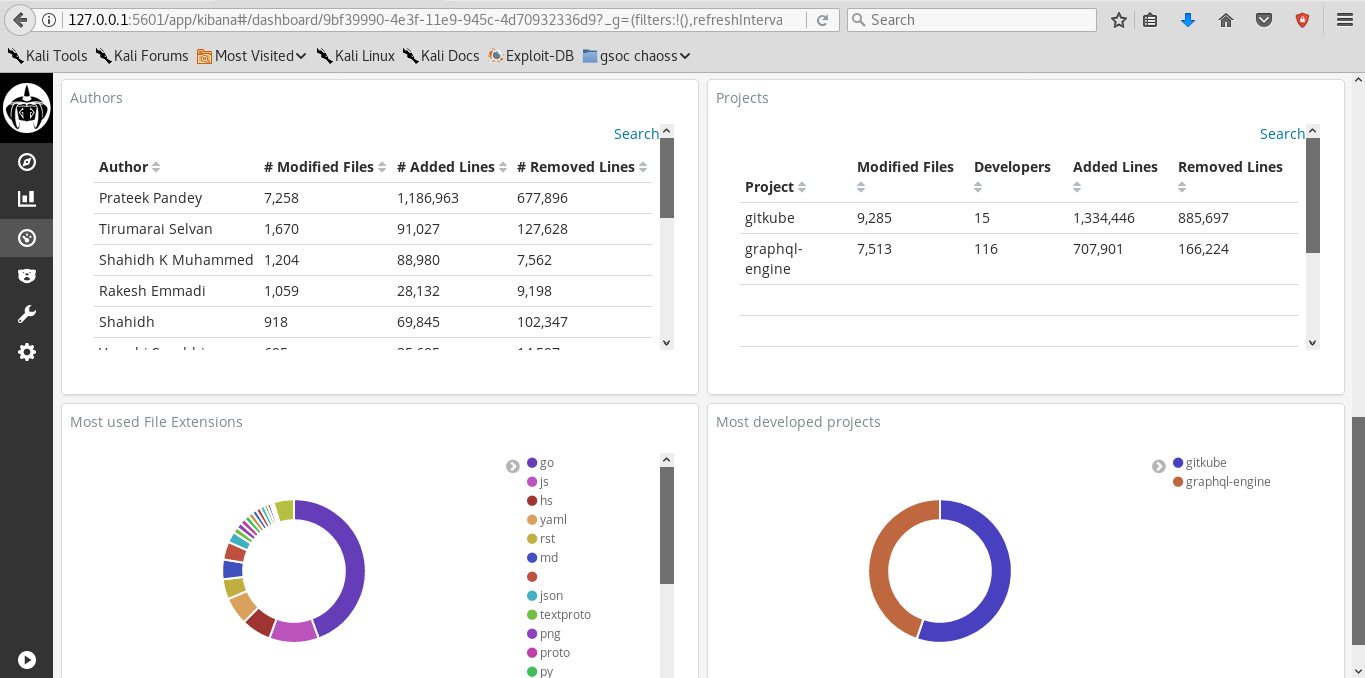 127.0.0.1:5601/app/kibana#/dashboard/9bf39990-4e3f-11e9-945c-4d70932336d9?_g=(filters:!(),refreshInterva
Search
Kali Tools Kali Forums Most Visited Kali Linux Kali Docs Exploit-DB gsoc chaoss
Authors
Search
Author # Modified Files # Added Lines # Removed Lines
Prateek Pandey 7,258 1,186,963 677,896
Tirumarai Selvan 1,670 91,027 127,628
Shahidh K Muhammed 1,204 88,980 7,562
Rakesh Emmadi 1,059 28,132 9,198
Shahidh 918 69,845 102,347
Projects
Search
Project Modified Files Developers Added Lines Removed Lines
gitkube 9,285 15 1,334,446 885,697
graphql-engine 7,513 116 707,901 166,224
Most used File Extensions
go
js
hs
yaml
rst
md
json
textproto
png
proto
py
Most developed projects
gitkube
graphql-engine